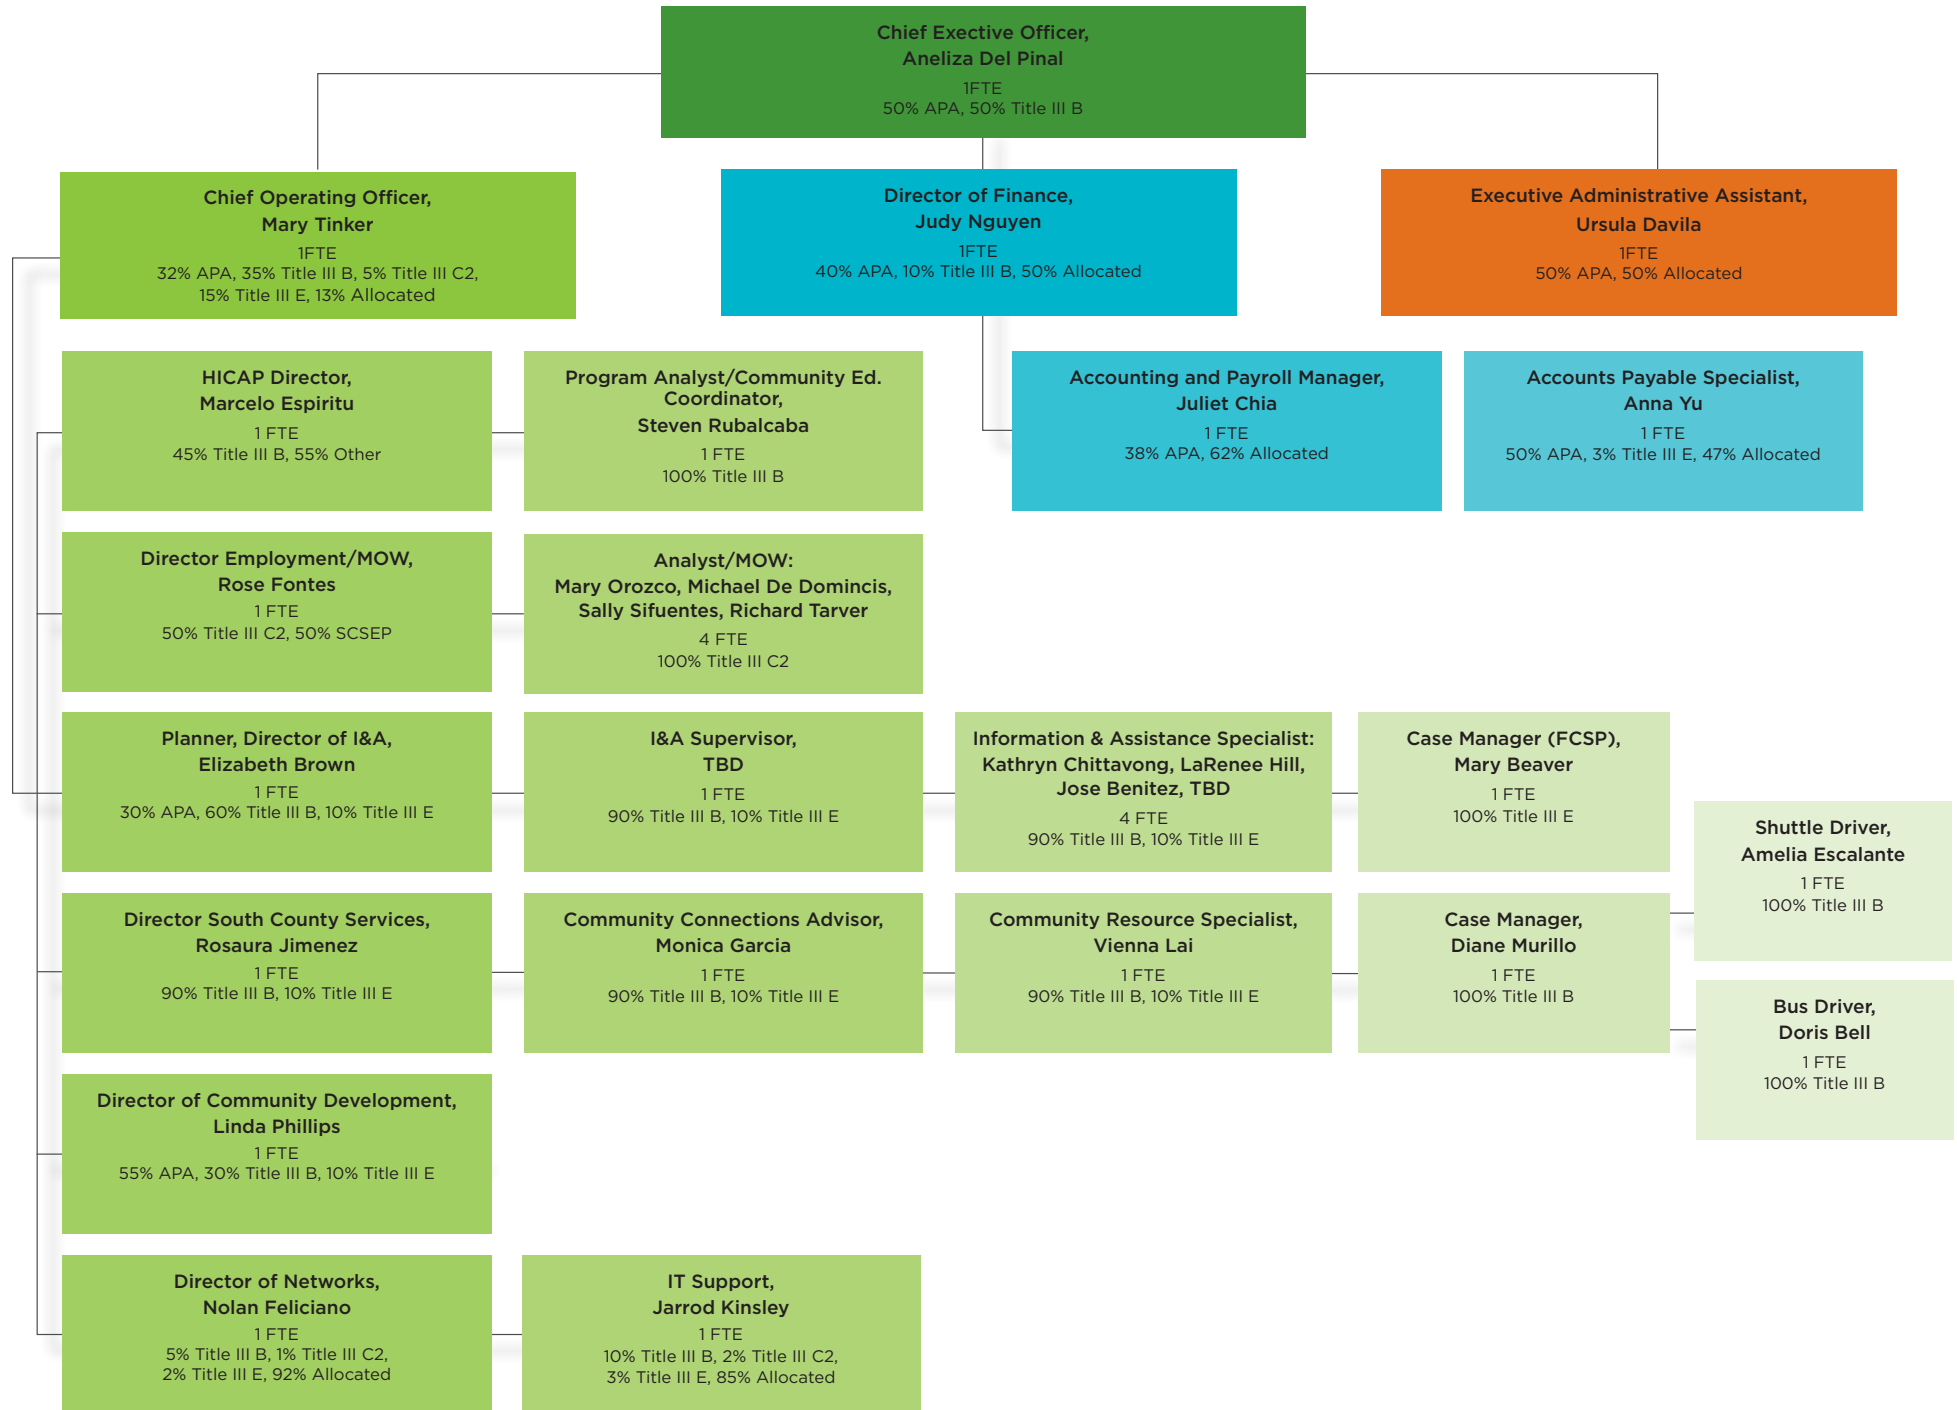 Chief Exective Officer,
Aneliza Del Pinal
1FTE
50% APA, 50% Title III B
Chief Operating Officer,
Mary Tinker
1FTE
32% APA, 35% Title III B, 5% Title III C2,
15% Title III E, 13% Allocated
Director of Finance,
Judy Nguyen
1FTE
40% APA, 10% Title III B, 50% Allocated
Executive Administrative Assistant,
Ursula Davila
1FTE
50% APA, 50% Allocated
HICAP Director,
Marcelo Espiritu
1 FTE
45% Title III B, 55% Other
Program Analyst/Community Ed.
Coordinator,
Steven Rubalcaba
1 FTE
100% Title III B
Accounting and Payroll Manager,
Juliet Chia
1 FTE
38% APA, 62% Allocated
Accounts Payable Specialist,
Anna Yu
1 FTE
50% APA, 3% Title III E, 47% Allocated
Director Employment/MOW,
Rose Fontes
1 FTE
50% Title III C2, 50% SCSEP
Analyst/MOW:
Mary Orozco, Michael De Domincis,
Sally Sifuentes, Richard Tarver
4 FTE
100% Title III C2
Planner, Director of I&A,
Elizabeth Brown
1 FTE
30% APA, 60% Title III B, 10% Title III E
I&A Supervisor,
TBD
1 FTE
90% Title III B, 10% Title III E
Information & Assistance Specialist:
Kathryn Chittavong, LaRenee Hill,
Jose Benitez, TBD
4 FTE
90% Title III B, 10% Title III E
Case Manager (FCSP),
Mary Beaver
1 FTE
100% Title III E
Shuttle Driver,
Amelia Escalante
1 FTE
100% Title III B
Director South County Services,
Rosaura Jimenez
1 FTE
90% Title III B, 10% Title III E
Community Connections Advisor,
Monica Garcia
1 FTE
90% Title III B, 10% Title III E
Community Resource Specialist,
Vienna Lai
1 FTE
90% Title III B, 10% Title III E
Case Manager,
Diane Murillo
1 FTE
100% Title III B
Bus Driver,
Doris Bell
1 FTE
100% Title III B
Director of Community Development,
Linda Phillips
1 FTE
55% APA, 30% Title III B, 10% Title III E
Director of Networks,
Nolan Feliciano
1 FTE
5% Title III B, 1% Title III C2,
2% Title III E, 92% Allocated
IT Support,
Jarrod Kinsley
1 FTE
10% Title III B, 2% Title III C2,
3% Title III E, 85% Allocated